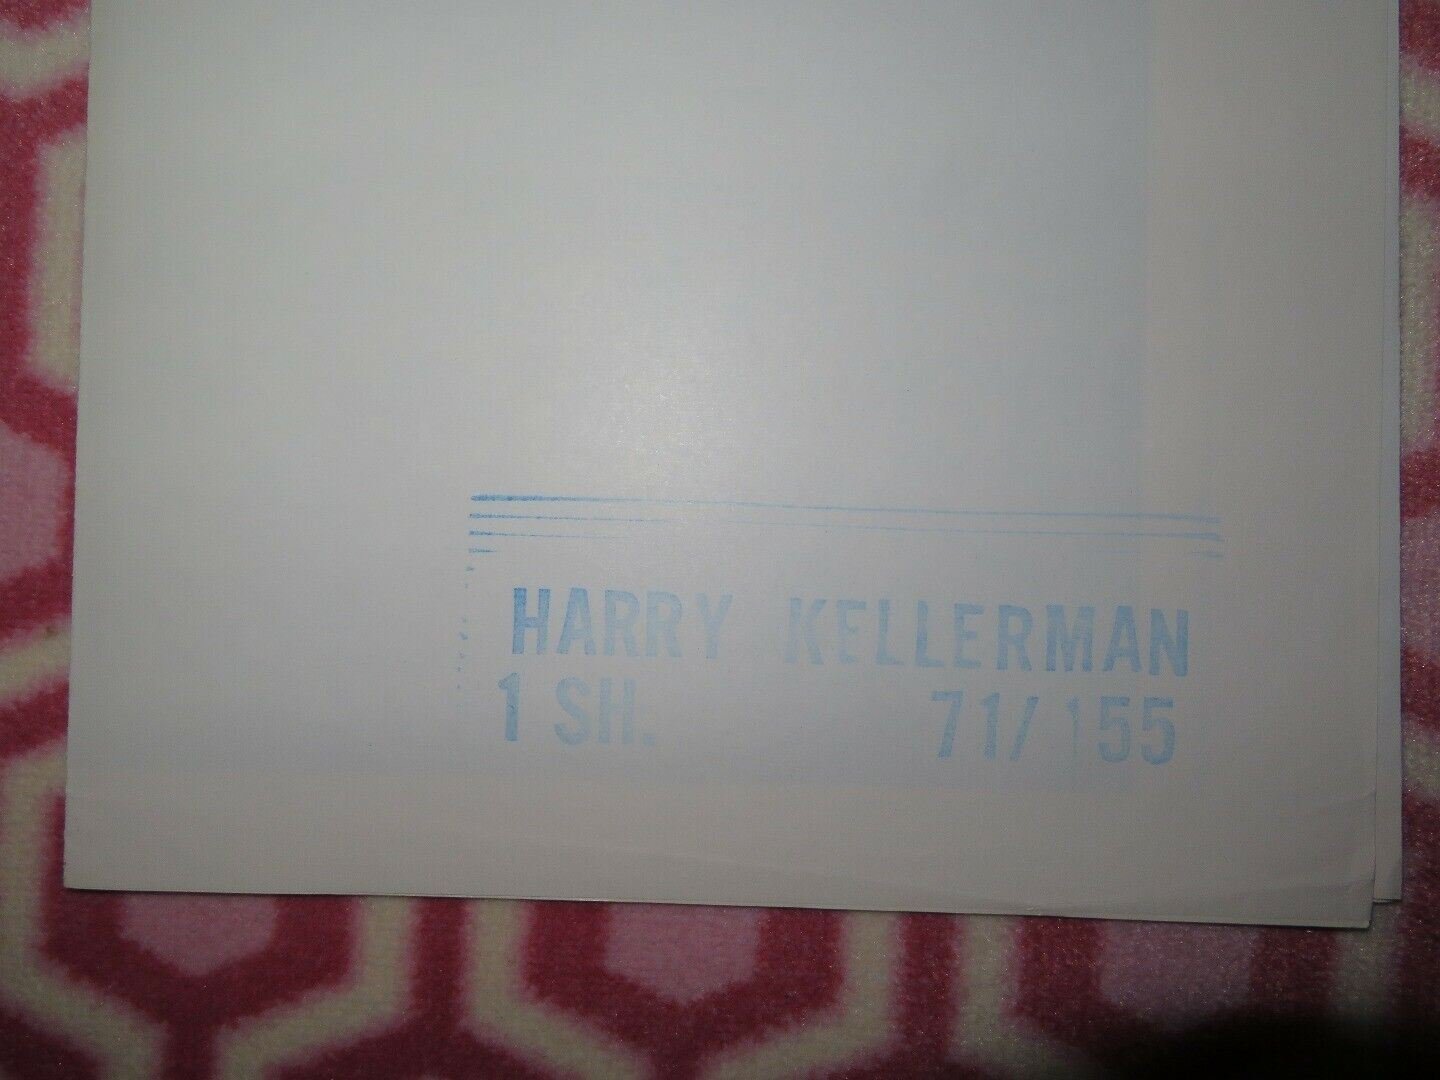 HARRY KELLERMAN
1 SH. 71/155